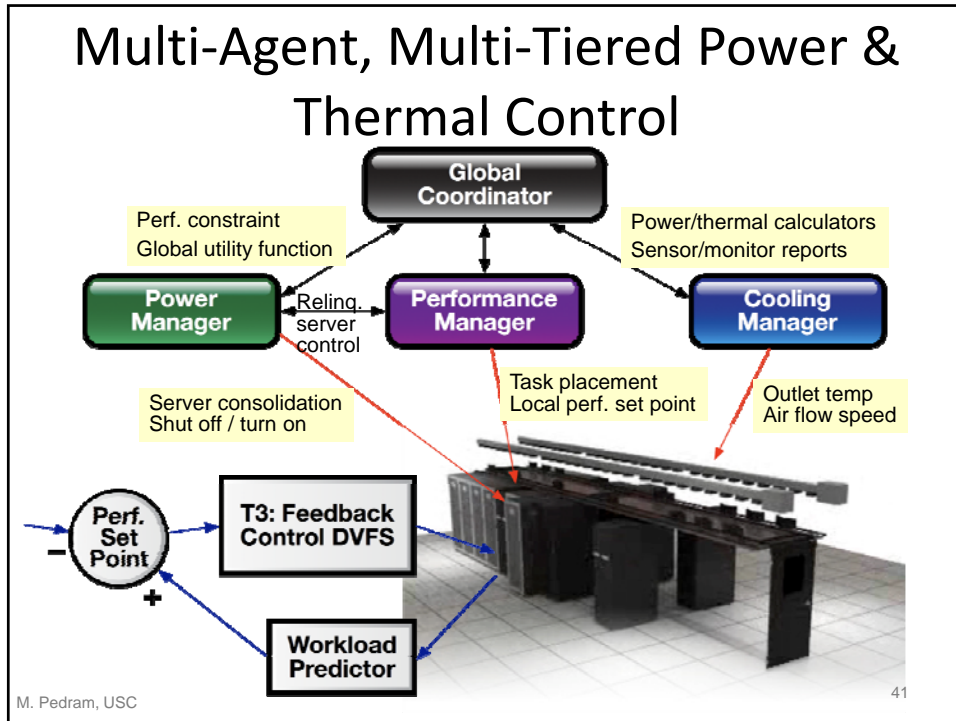 Multi-Agent, Multi-Tiered Power &
Thermal Control
Global
Coordinator
Perf. constraint
Global utility function
Power/thermal calculators
Sensor/monitor reports
Power
Manager
Relinq.
server
control
Performance
Manager
Cooling
Manager
Server consolidation
Shut off / turn on
Task placement
Local perf. set point
Outlet temp
Air flow speed
Perf.
Set
Point
–
+
T3: Feedback
Control DVFS
Workload
Predictor
M. Pedram, USC
41